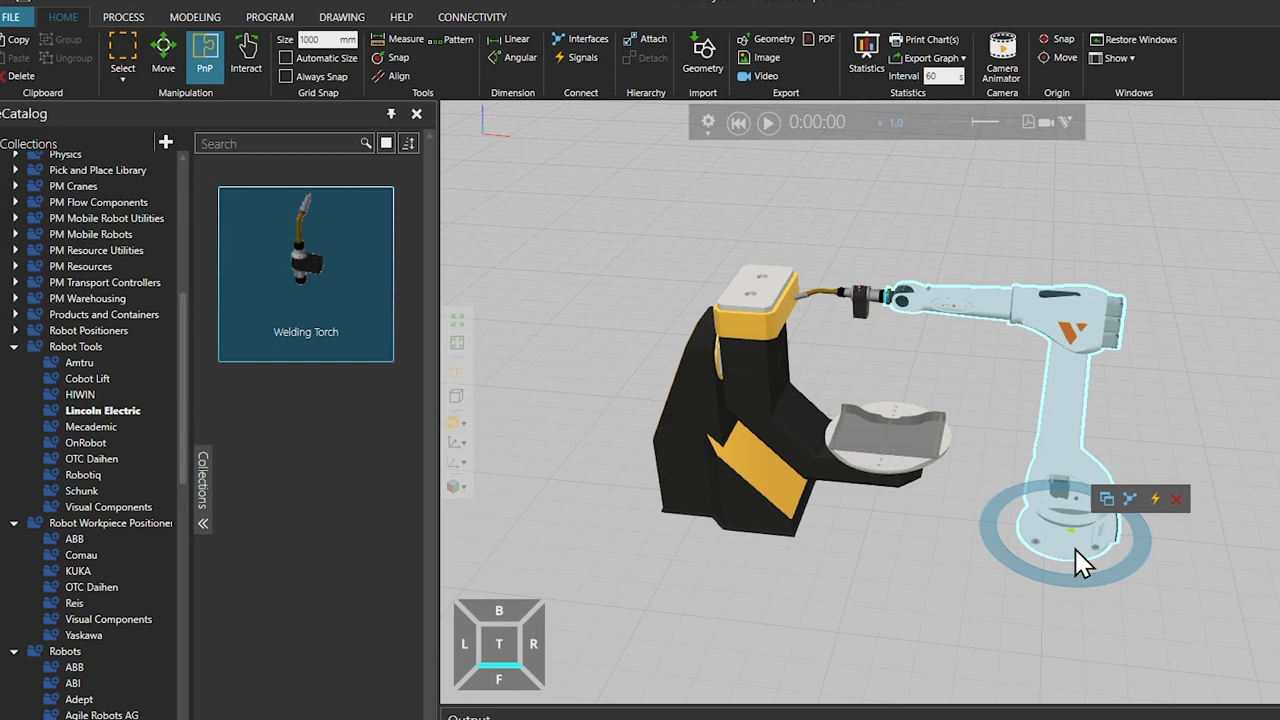 FILE HOME PROCESS MODELING PROGRAM DRAWING HELP CONNECTIVITY
Copy Group
Paste Ungroup
Delete
Clipboard
Select Move PnP Interact
Manipulation
Size 1000 mm
Automatic Size
Always Snap
Grid Snap
Measure Pattern
Snap
Align
Tools
Linear
Angular
Dimension
Interfaces
Signals
Connect
Attach
Detach
Hierarchy
Geometry
Import
Geometry PDF
Image
Video
Export
Statistics
Print Chart(s)
Export Graph
Interval 60 s
Statistics
Camera
Animator
Camera
Snap
Move
Origin
Restore Windows
Show
Windows
eCatalog
Collections
Search
Physics
Pick and Place Library
PM Cranes
PM Flow Components
PM Mobile Robot Utilities
PM Mobile Robots
PM Resource Utilities
PM Resources
PM Transport Controllers
PM Warehousing
Products and Containers
Robot Positioners
Robot Tools
Amtru
Cobot Lift
HIWIN
Lincoln Electric
Mecademic
OnRobot
OTC Daihen
Robotiq
Schunk
Visual Components
Robot Workpiece Positioner
ABB
Comau
KUKA
OTC Daihen
Reis
Visual Components
Yaskawa
Robots
ABB
ABI
Adept
Agile Robots AG
Collections
Welding Torch
0:00:00 x 1.0
B
L T R
F
Output